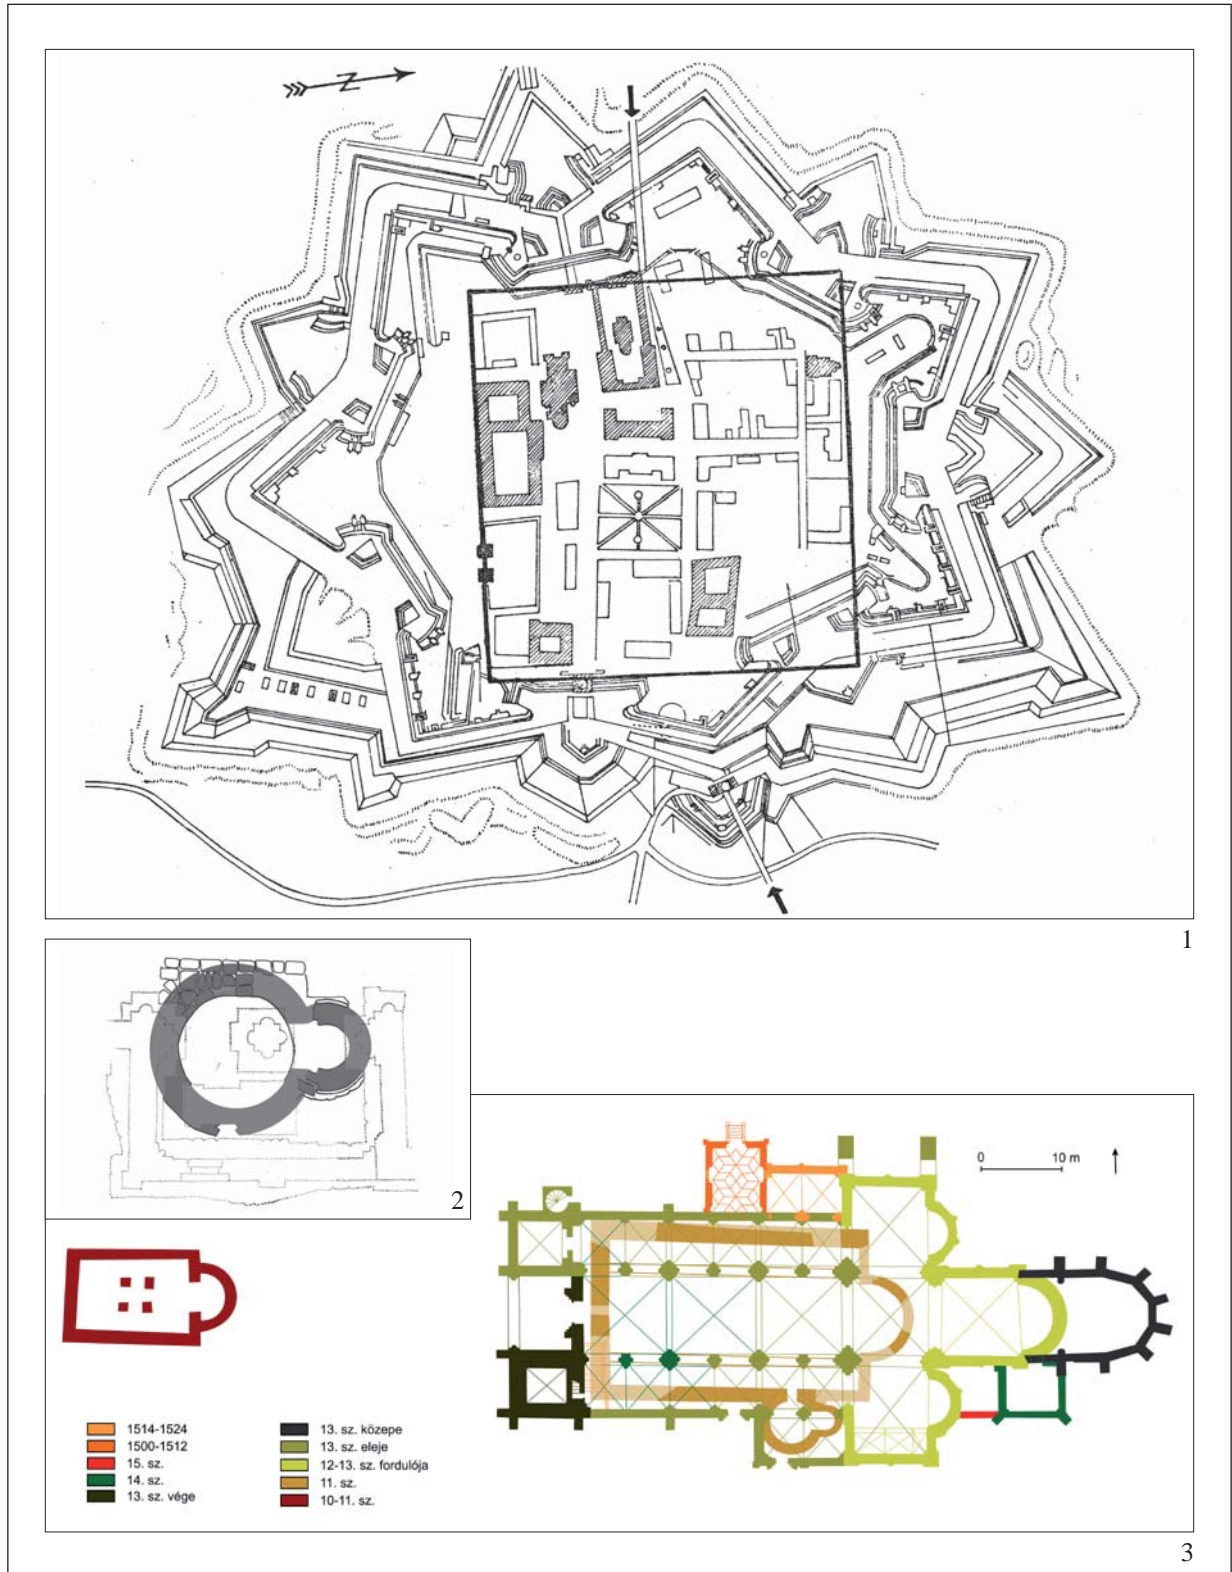 Z
1
2
0 10 m
1514-1524
1500-1512
15. sz.
14. sz.
13. sz. vége
13. sz. közepe
13. sz. eleje
12-13. sz. fordulója
11. sz.
10-11. sz.
3